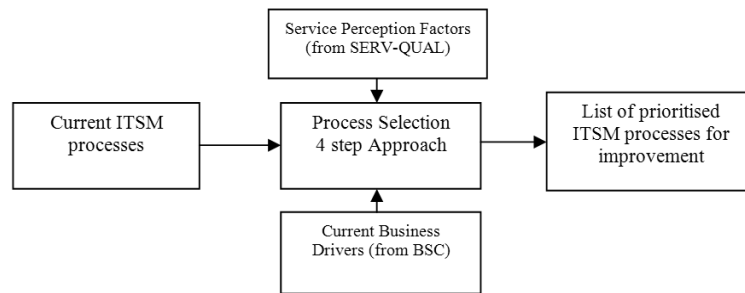 Service Perception Factors
(from SERV-QUAL)
Current ITSM
processes
Process Selection
4 step Approach
List of prioritised
ITSM processes for
improvement
Current Business
Drivers (from BSC)